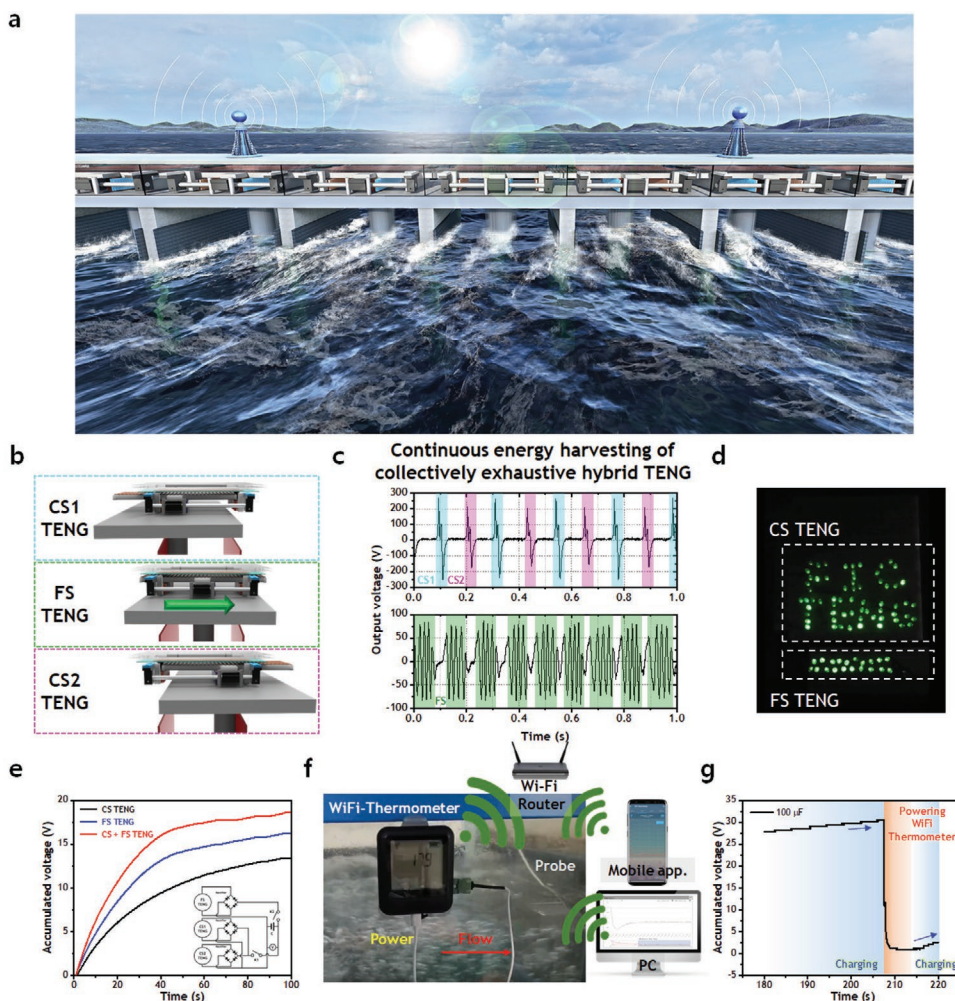 a
b
CS1
TENG
FS
TENG
CS2
TENG
c
Continuous energy harvesting of
collectively exhaustive hybrid TENG
Output voltage (V)
300
200
100
0
-100
-200
-300
CS1
CS2
0.0 0.2 0.4 0.6 0.8 1.0
100
50
0
-50
-100
FS
0.0 0.2 0.4 0.6 0.8 1.0
Time (s)
d
CS TENG
FS TENG
e
Accumulated voltage (V)
20
15
10
5
0
CS TENG
FS TENG
CS + FS TENG
FS
TENG
CS1
TENG
CS2
TENG
0 20 40 60 80 100
Time (s)
f
WiFi-Thermometer
Wi-Fi
Router
Probe
Power
Flow
Mobile app.
PC
g
Accumulated voltage (V)
35
30
25
20
15
10
5
0
-5
100 μF
Powering
WiFi
Thermometer
Charging
Charging
180 190 200 210 220
Time (s)